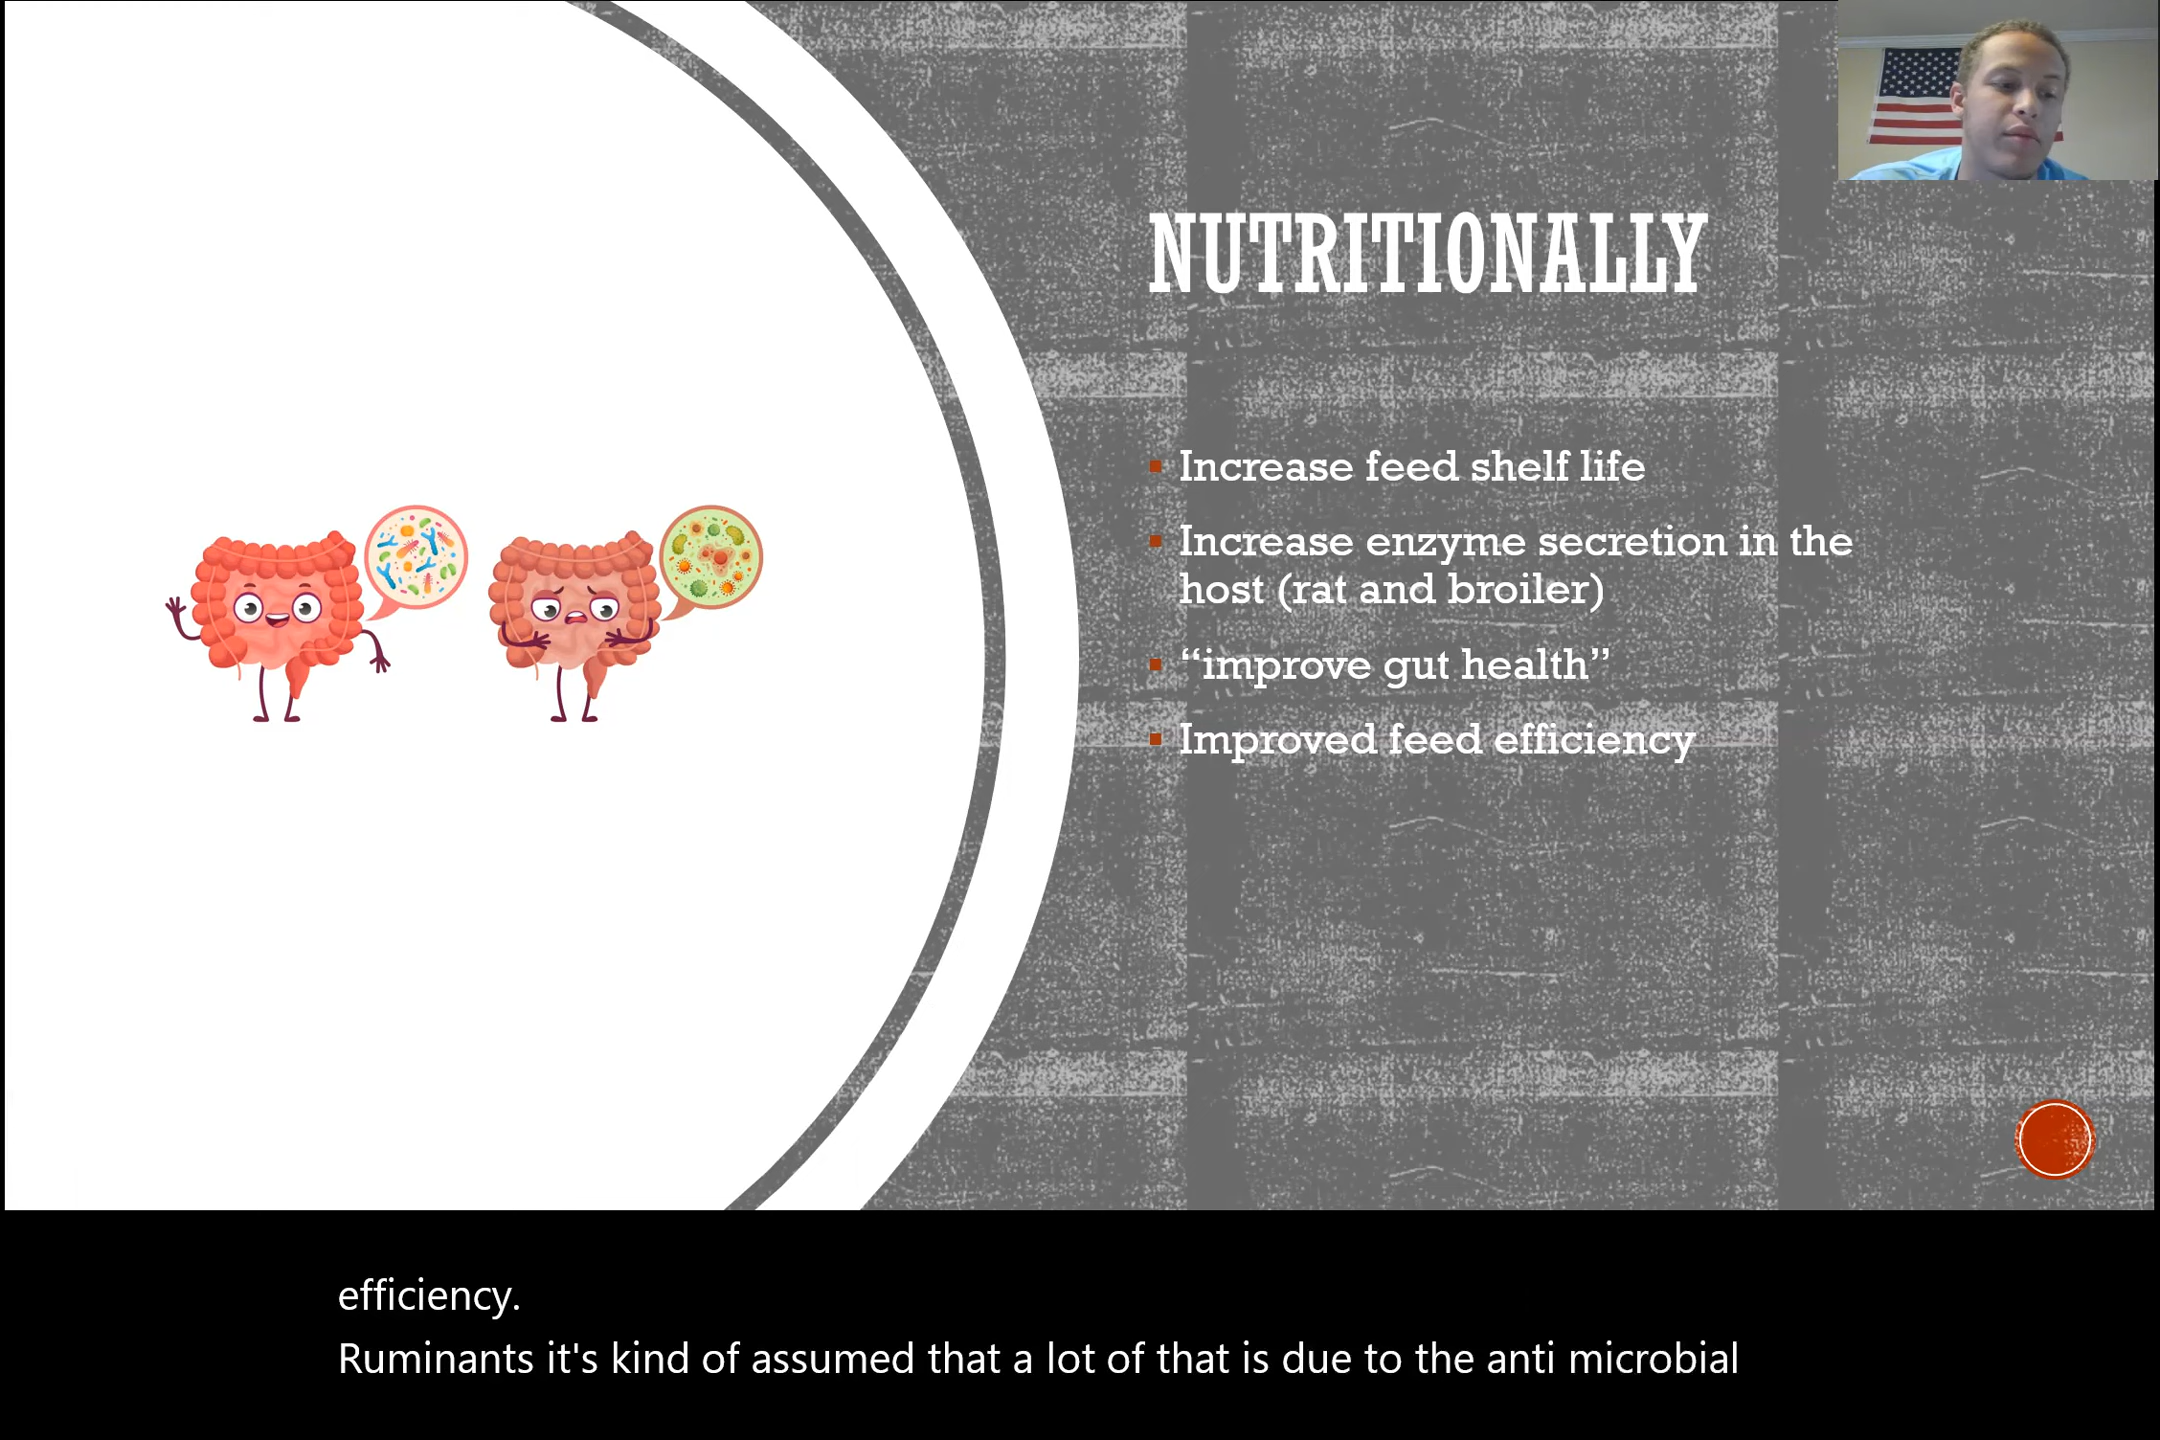 NUTRITIONALLY
Increase feed shelf life
Increase enzyme secretion in the
host (rat and broiler)
“improve gut health”
Improved feed efficiency
efficiency.
Ruminants it's kind of assumed that a lot of that is due to the anti microbial